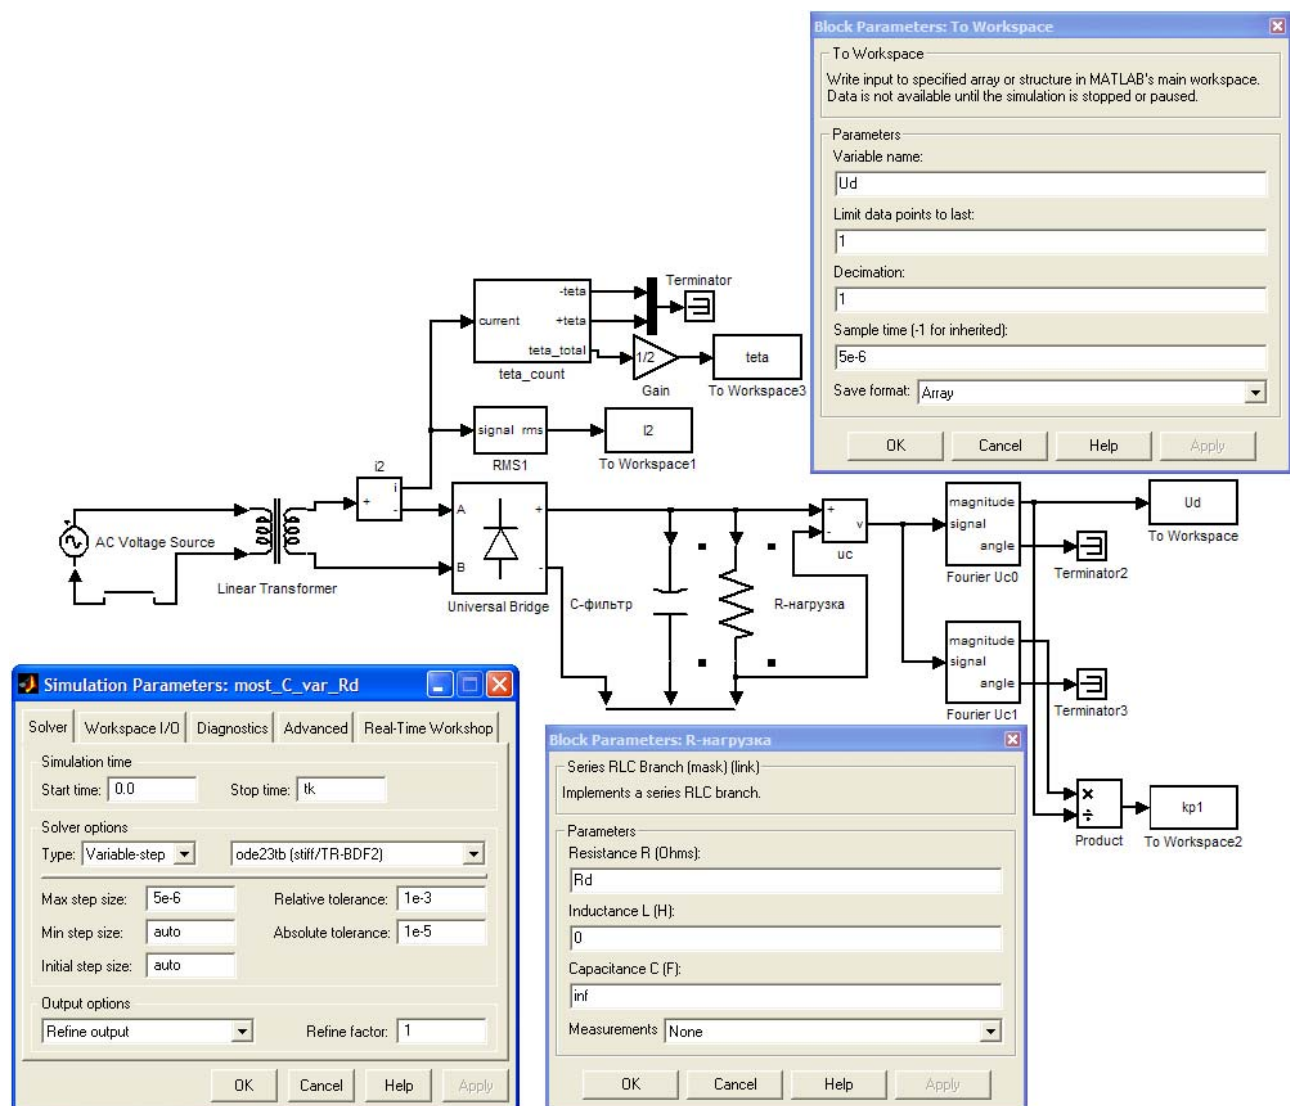 Block Parameters: To Workspace
To Workspace
Write input to specified array or structure in MATLAB's main workspace.
Data is not available until the simulation is stopped or paused.
Parameters
Variable name:
Ud
Limit data points to last:
1
Decimation:
1
Sample time (-1 for inherited):
5e-6
Save format: Array
OK Cancel Help Apply
current
-teta
+teta
teta_total
teta_count
Terminator
1/2
Gain
teta
To Workspace3
signal rms
RMS1
I2
To Workspace1
i2
+ i -
AC Voltage Source
Linear Transformer
A + B -
Universal Bridge
С-фильтр
R-нагрузка
+ - v
uc
magnitude
signal
angle
Fourier Uc0
Ud
To Workspace
Terminator2
magnitude
signal
angle
Fourier Uc1
Terminator3
× ÷
Product
kp1
To Workspace2
Simulation Parameters: most_C_var_Rd
Solver Workspace I/O Diagnostics Advanced Real-Time Workshop
Simulation time
Start time: 0.0 Stop time: tk
Solver options
Type: Variable-step ode23tb (stiff/TR-BDF2)
Max step size: 5e-6 Relative tolerance: 1e-3
Min step size: auto Absolute tolerance: 1e-5
Initial step size: auto
Output options
Refine output Refine factor: 1
OK Cancel Help Apply
Block Parameters: R-нагрузка
Series RLC Branch (mask) (link)
Implements a series RLC branch.
Parameters
Resistance R (Ohms):
Rd
Inductance L (H):
0
Capacitance C (F):
inf
Measurements None
OK Cancel Help Apply